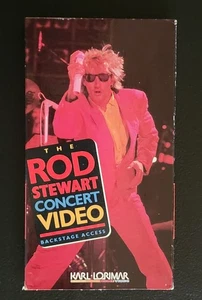 THE
ROD
STEWART
CONCERT
VIDEO
BACKSTAGE ACCESS
KARL·LORIMAR